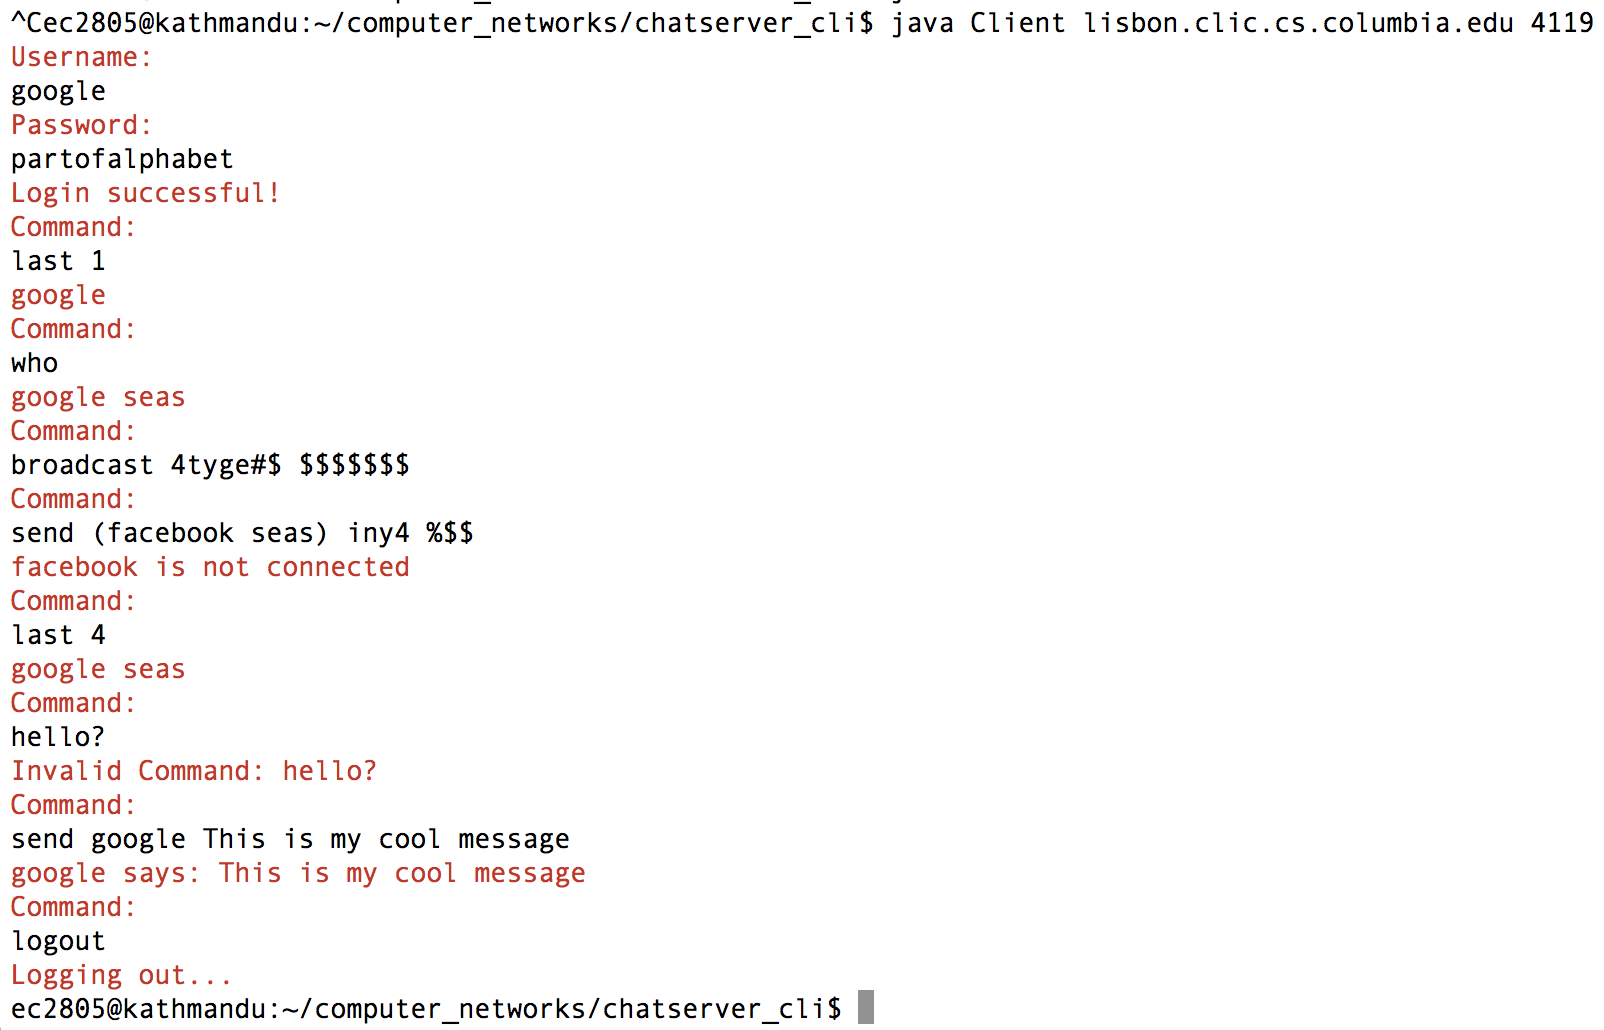 ^Cec2805@kathmandu:~/computer_networks/chatserver_cli$ java Client lisbon.clic.cs.columbia.edu 4119
Username:
google
Password:
partofalphabet
Login successful!
Command:
last 1
google
Command:
who
google seas
Command:
broadcast 4tyge#$ $$$$$$$
Command:
send (facebook seas) iny4 %$$
facebook is not connected
Command:
last 4
google seas
Command:
hello?
Invalid Command: hello?
Command:
send google This is my cool message
google says: This is my cool message
Command:
logout
Logging out...
ec2805@kathmandu:~/computer_networks/chatserver_cli$